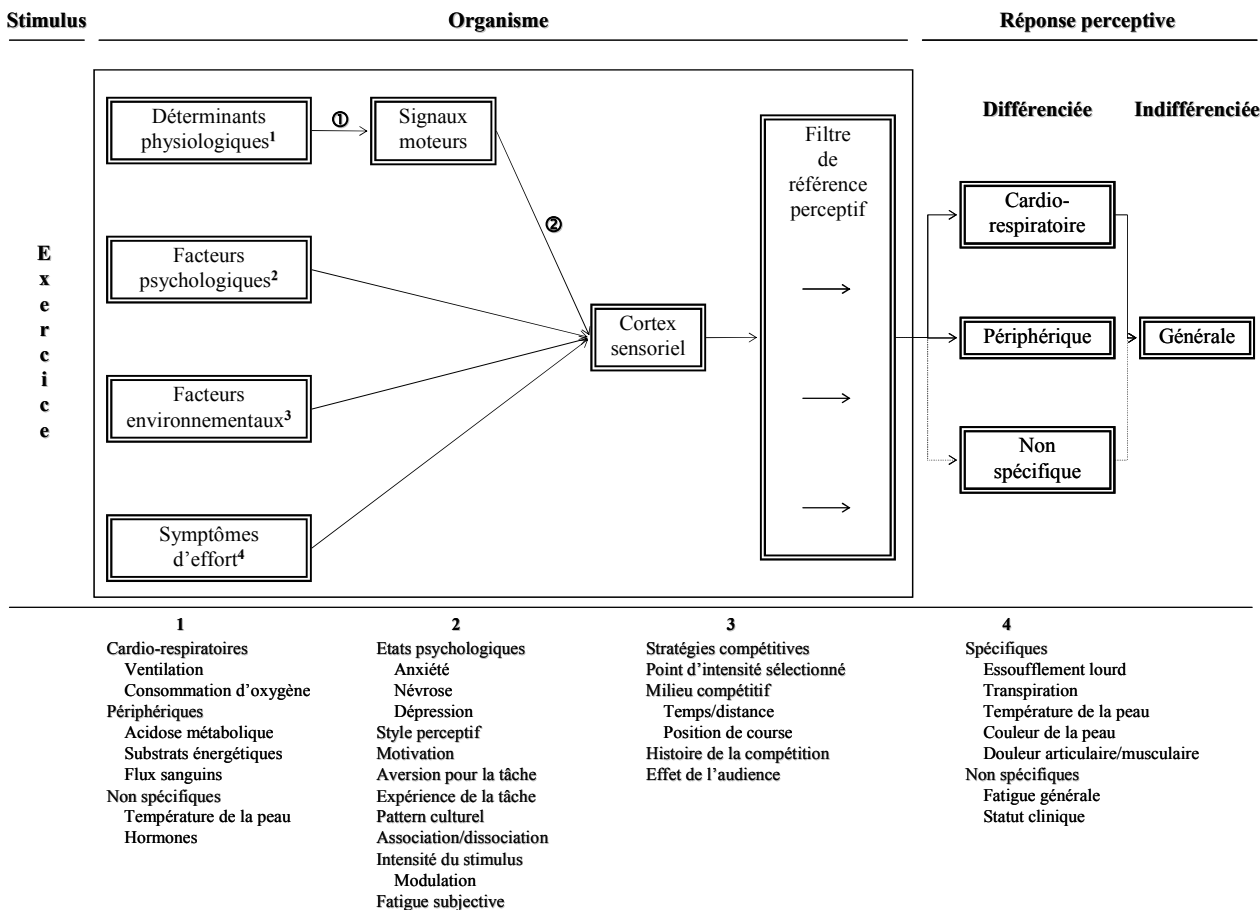 Stimulus
Organisme
Réponse perceptive
Différenciée
Indifférenciée
E
x
e
r
c
i
c
e
Déterminants
physiologiques1
①
Signaux
moteurs
②
Facteurs
psychologiques2
Facteurs
environnementaux3
Symptômes
d’effort4
Cortex
sensoriel
Filtre
de
référence
perceptif
Cardio-
respiratoire
Périphérique
Non
spécifique
Générale
1
Cardio-respiratoires
Ventilation
Consommation d’oxygène
Périphériques
Acidose métabolique
Substrats énergétiques
Flux sanguins
Non spécifiques
Température de la peau
Hormones
2
Etats psychologiques
Anxiété
Névrose
Dépression
Style perceptif
Motivation
Aversion pour la tâche
Expérience de la tâche
Pattern culturel
Association/dissociation
Intensité du stimulus
Modulation
Fatigue subjective
3
Stratégies compétitives
Point d’intensité sélectionné
Milieu compétitif
Temps/distance
Position de course
Histoire de la compétition
Effet de l’audience
4
Spécifiques
Essoufflement lourd
Transpiration
Température de la peau
Couleur de la peau
Douleur articulaire/musculaire
Non spécifiques
Fatigue générale
Statut clinique